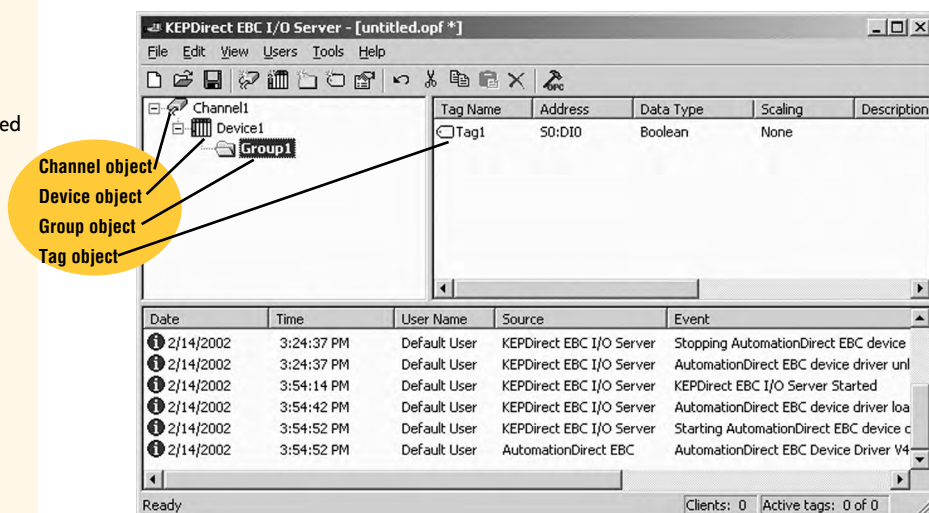 KEPDirect EBC I/O Server - [untitled.opf *]
File Edit View Users Tools Help
OPC
ed
Channel1
Device1
Group1
Channel object
Device object
Group object
Tag object
Tag Name Address Data Type Scaling Description
Tag1 S0:DI0 Boolean None
Date Time User Name Source Event
2/14/2002 3:24:37 PM Default User KEPDirect EBC I/O Server Stopping AutomationDirect EBC device
2/14/2002 3:24:37 PM Default User KEPDirect EBC I/O Server AutomationDirect EBC device driver unl
2/14/2002 3:54:14 PM Default User KEPDirect EBC I/O Server KEPDirect EBC I/O Server Started
2/14/2002 3:54:42 PM Default User KEPDirect EBC I/O Server AutomationDirect EBC device driver loa
2/14/2002 3:54:52 PM Default User KEPDirect EBC I/O Server Starting AutomationDirect EBC device d
2/14/2002 3:54:52 PM Default User AutomationDirect EBC AutomationDirect EBC Device Driver V4
Ready Clients: 0 Active tags: 0 of 0